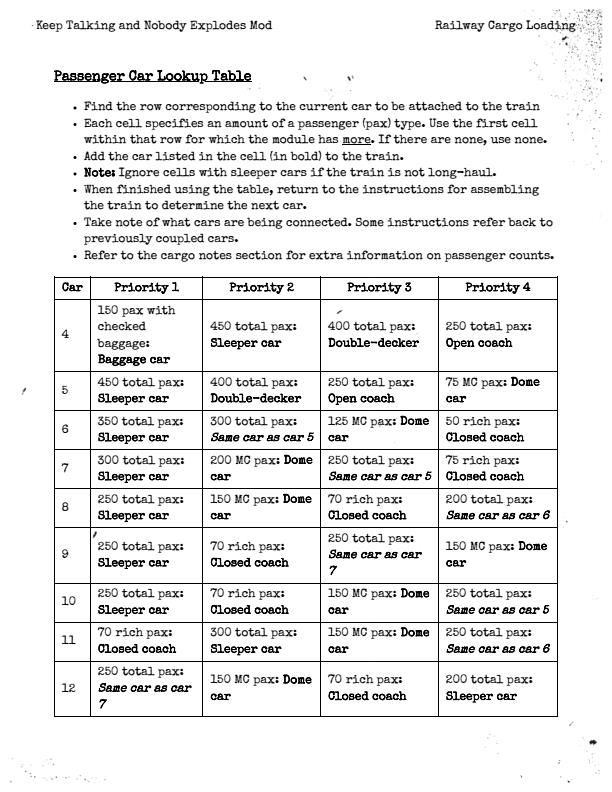 Keep Talking and Nobody Explodes Mod
Railway Cargo Loading
Passenger Car Lookup Table
• Find the row corresponding to the current car to be attached to the train
• Each cell specifies an amount of a passenger (pax) type. Use the first cell
within that row for which the module has more. If there are none, use none.
• Add the car listed in the cell (in bold) to the train.
• Note: Ignore cells with sleeper cars if the train is not long-haul.
• When finished using the table, return to the instructions for assembling
the train to determine the next car.
• Take note of what cars are being connected. Some instructions refer back to
previously coupled cars.
• Refer to the cargo notes section for extra information on passenger counts.
Car
Priority 1
Priority 2
Priority 3
Priority 4
4
150 pax with
checked
baggage:
Baggage car
450 total pax:
Sleeper car
400 total pax:
Double-decker
250 total pax:
Open coach
5
450 total pax:
Sleeper car
400 total pax:
Double-decker
250 total pax:
Open coach
75 MC pax: Dome
car
6
350 total pax:
Sleeper car
300 total pax:
Same car as car 5
125 MC pax: Dome
car
50 rich pax:
Closed coach
7
300 total pax:
Sleeper car
200 MC pax: Dome
car
250 total pax:
Same car as car 5
75 rich pax:
Closed coach
8
250 total pax:
Sleeper car
150 MC pax: Dome
car
70 rich pax:
Closed coach
200 total pax:
Same car as car 6
9
250 total pax:
Sleeper car
70 rich pax:
Closed coach
250 total pax:
Same car as car
7
150 MC pax: Dome
car
10
250 total pax:
Sleeper car
70 rich pax:
Closed coach
150 MC pax: Dome
car
250 total pax:
Same car as car 5
11
70 rich pax:
Closed coach
300 total pax:
Sleeper car
150 MC pax: Dome
car
250 total pax:
Same car as car 6
12
250 total pax:
Same car as car
7
150 MC pax: Dome
car
70 rich pax:
Closed coach
200 total pax:
Sleeper car